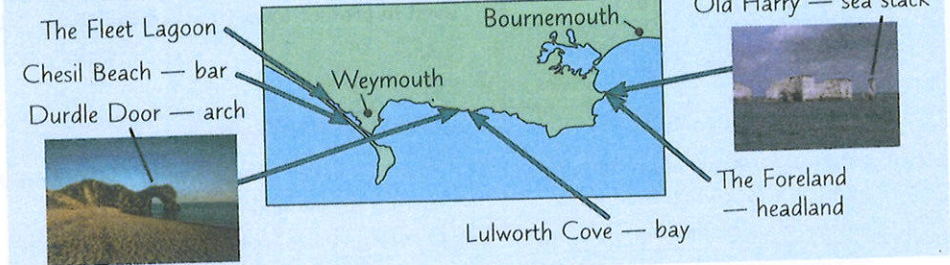 The Fleet Lagoon
Chesil Beach — bar
Durdle Door — arch
Weymouth
Bournemouth
Old Harry — sea stack
The Foreland
— headland
Lulworth Cove — bay